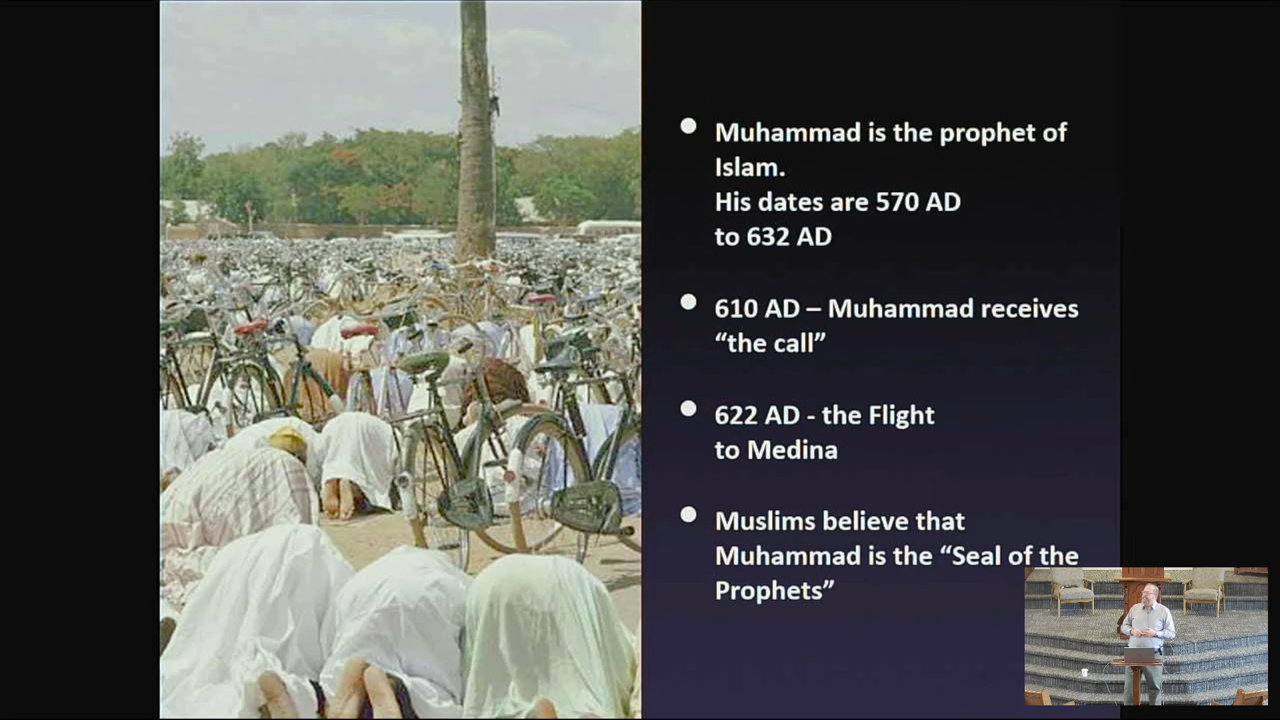 Muhammad is the prophet of
Islam.
His dates are 570 AD
to 632 AD
610 AD – Muhammad receives
“the call”
622 AD - the Flight
to Medina
Muslims believe that
Muhammad is the “Seal of the
Prophets”